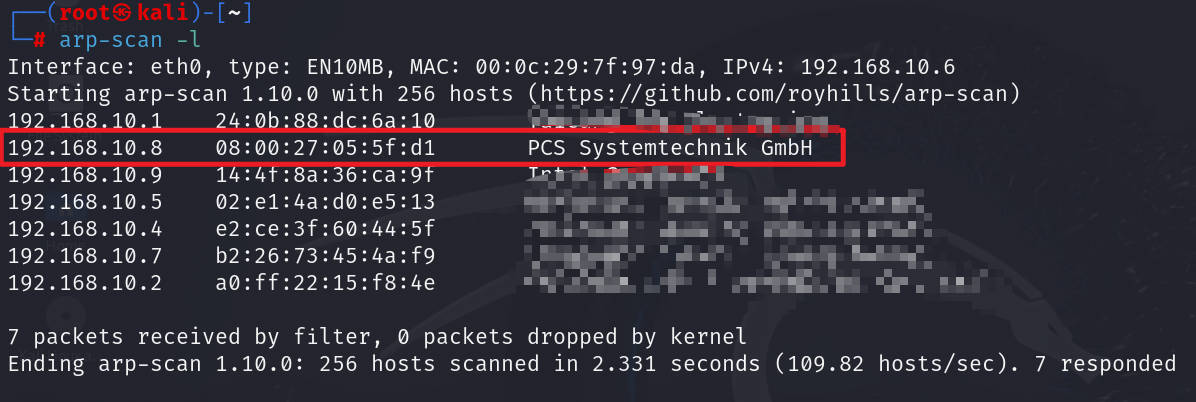 ┌──(root㉿kali)-[~]
└─# arp-scan -l
Interface: eth0, type: EN10MB, MAC: 00:0c:29:7f:97:da, IPv4: 192.168.10.6
Starting arp-scan 1.10.0 with 256 hosts (https://github.com/royhills/arp-scan)
192.168.10.1 24:0b:88:dc:6a:10
192.168.10.8 08:00:27:05:5f:d1 PCS Systemtechnik GmbH
192.168.10.9 14:4f:8a:36:ca:9f
192.168.10.5 02:e1:4a:d0:e5:13
192.168.10.4 e2:ce:3f:60:44:5f
192.168.10.7 b2:26:73:45:4a:f9
192.168.10.2 a0:ff:22:15:f8:4e
7 packets received by filter, 0 packets dropped by kernel
Ending arp-scan 1.10.0: 256 hosts scanned in 2.331 seconds (109.82 hosts/sec). 7 responded